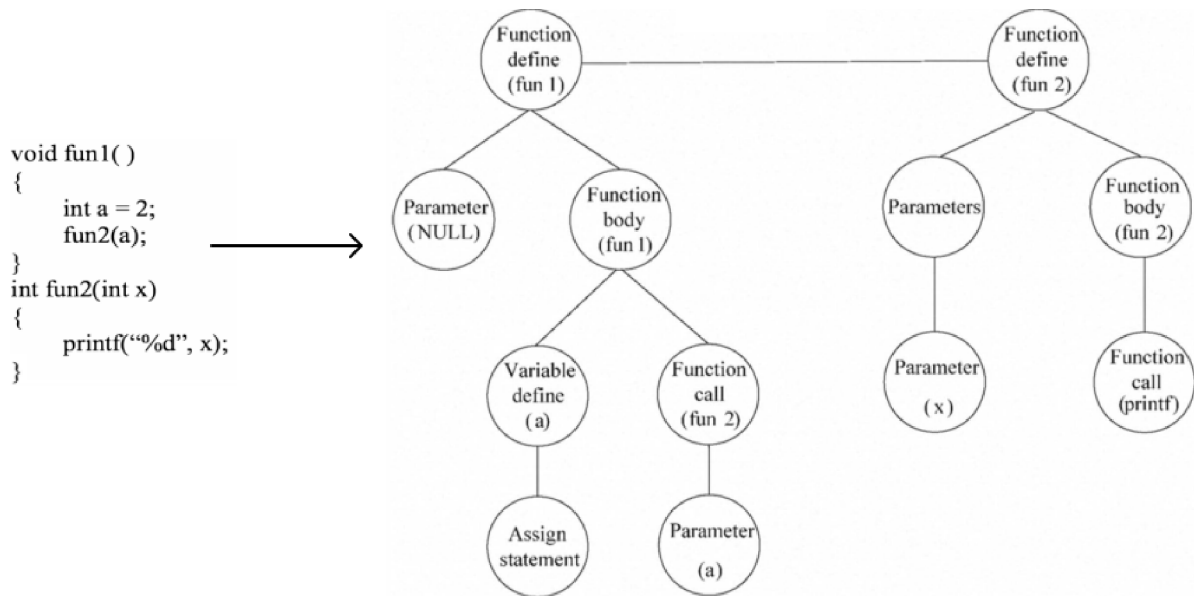 void fun1( )
{
int a = 2;
fun2(a);
}
int fun2(int x)
{
printf(“%d”, x);
}
Function
define
(fun 1)
Function
define
(fun 2)
Parameter
(NULL)
Function
body
(fun 1)
Parameters
Function
body
(fun 2)
Variable
define
(a)
Function
call
(fun 2)
Parameter
(x)
Function
call
(printf)
Assign
statement
Parameter
(a)